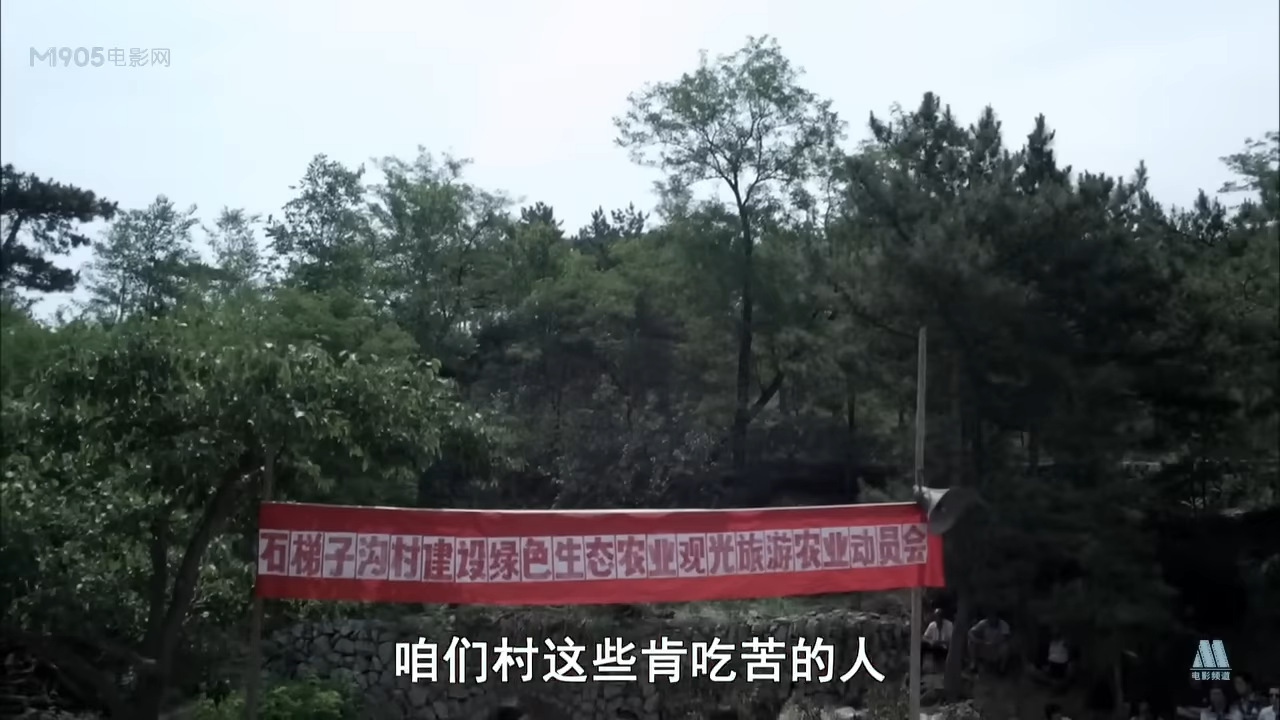 M1905电影网
石梯子沟村建设绿色生态农业观光旅游农业动员会
咱们村这些肯吃苦的人
电影频道